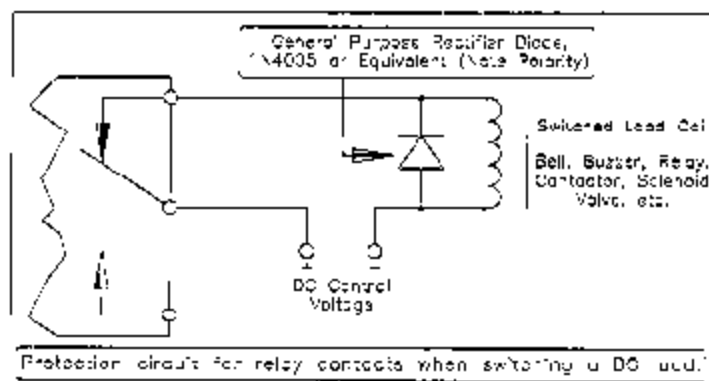 General Purpose Rectifier Diode,
1N4005 or Equivalent (Note Polarity)
Switched Load Coil
Bell, Buzzer, Relay,
Contactor, Solenoid
Valve, etc.
+ -
DC Control
Voltage
Protection circuit for relay contacts when switching a DC